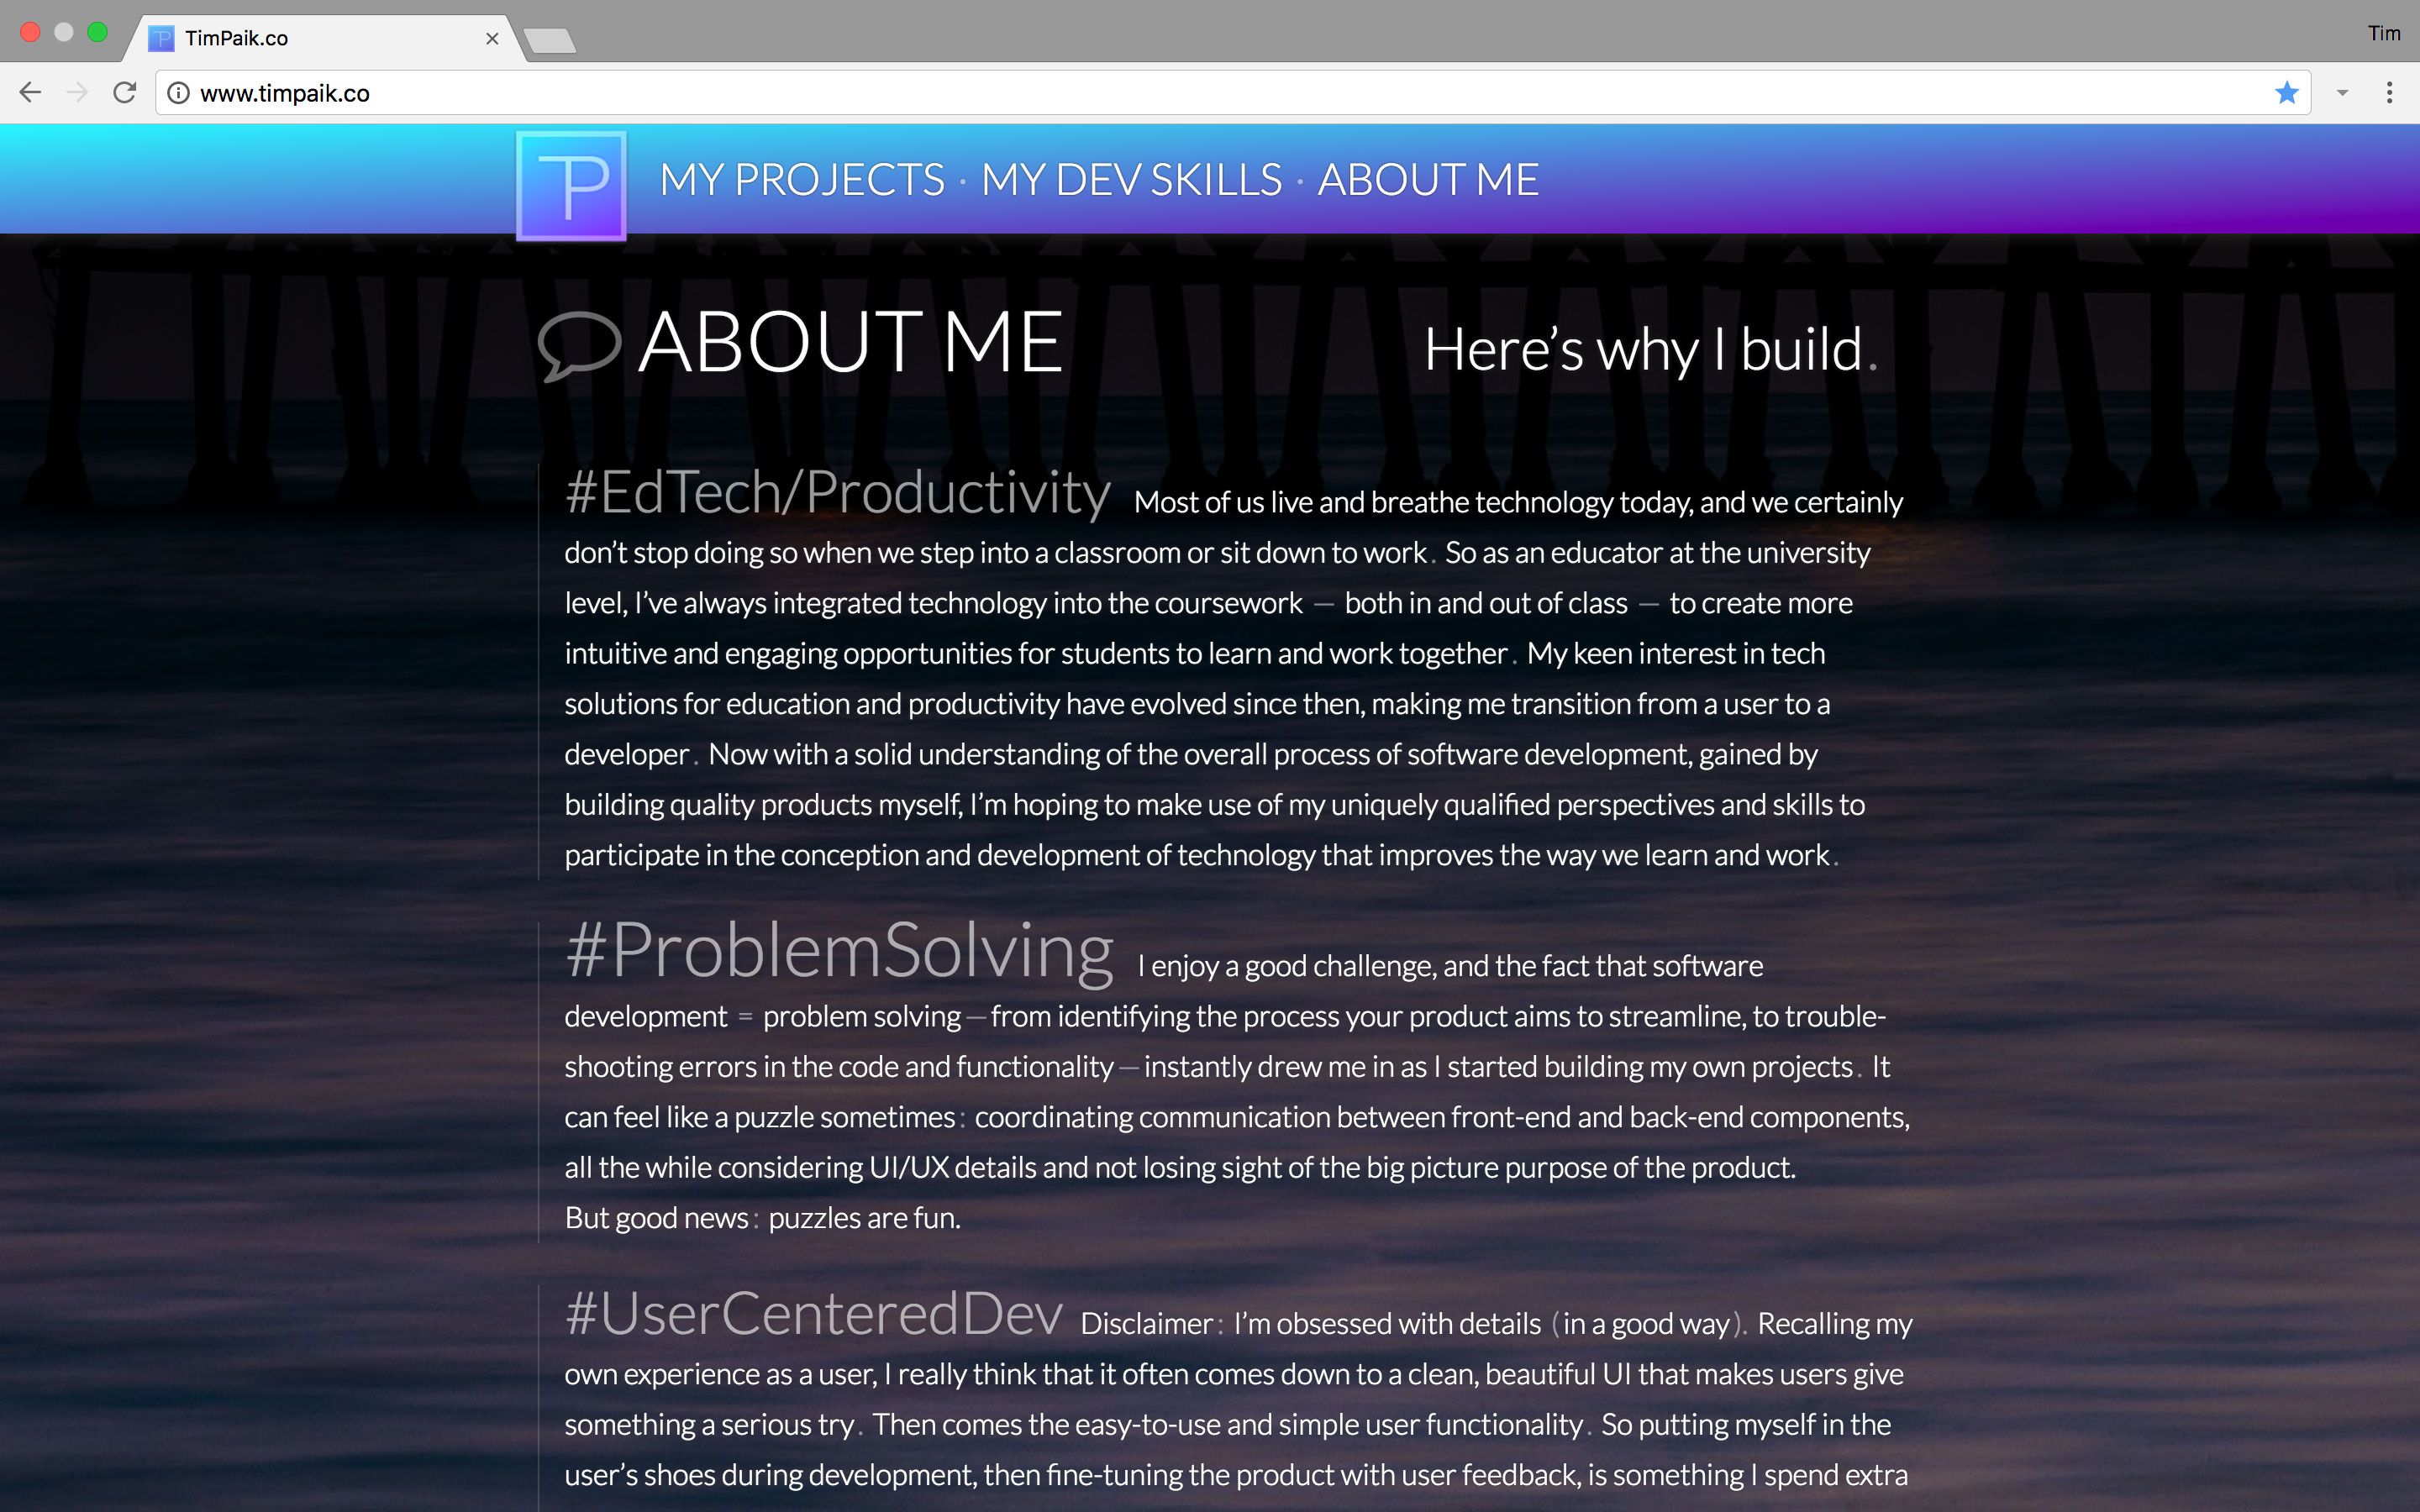 TimPaik.co
Tim
www.timpaik.co
TP MY PROJECTS · MY DEV SKILLS · ABOUT ME
ABOUT ME
Here’s why I build.
#EdTech/Productivity Most of us live and breathe technology today, and we certainly
don’t stop doing so when we step into a classroom or sit down to work. So as an educator at the university
level, I’ve always integrated technology into the coursework — both in and out of class — to create more
intuitive and engaging opportunities for students to learn and work together. My keen interest in tech
solutions for education and productivity have evolved since then, making me transition from a user to a
developer. Now with a solid understanding of the overall process of software development, gained by
building quality products myself, I’m hoping to make use of my uniquely qualified perspectives and skills to
participate in the conception and development of technology that improves the way we learn and work.
#ProblemSolving I enjoy a good challenge, and the fact that software
development = problem solving—from identifying the process your product aims to streamline, to trouble-
shooting errors in the code and functionality—instantly drew me in as I started building my own projects. It
can feel like a puzzle sometimes: coordinating communication between front-end and back-end components,
all the while considering UI/UX details and not losing sight of the big picture purpose of the product.
But good news: puzzles are fun.
#UserCenteredDev Disclaimer: I’m obsessed with details (in a good way). Recalling my
own experience as a user, I really think that it often comes down to a clean, beautiful UI that makes users give
something a serious try. Then comes the easy-to-use and simple user functionality. So putting myself in the
user’s shoes during development, then fine-tuning the product with user feedback, is something I spend extra